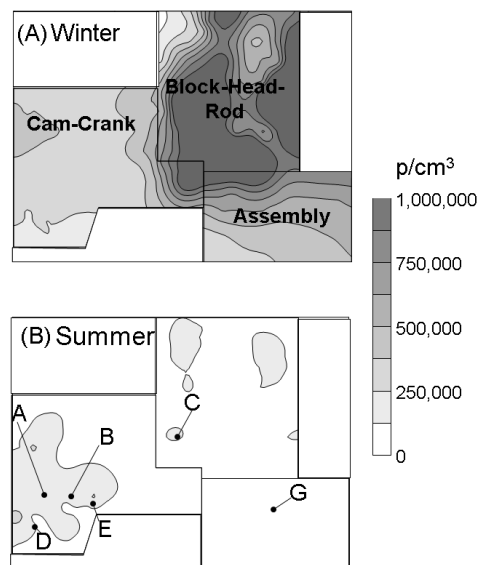 (A) Winter
Block-Head-
Rod
Cam-Crank
Assembly
p/cm³
1,000,000
750,000
500,000
250,000
0
(B) Summer
A
B
C
D
E
G